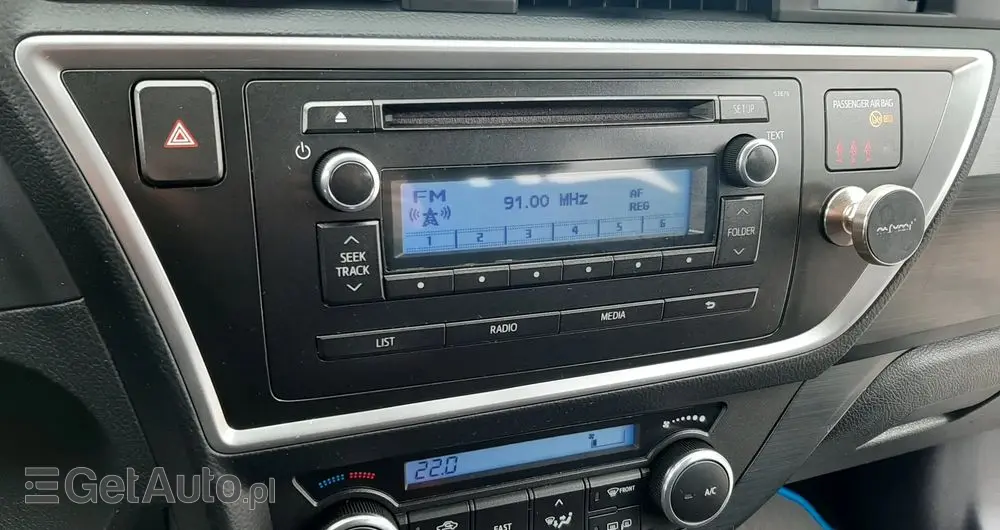 SETUP
PASSENGER AIR BAG
TEXT
FM 91.00 MHz AF
REG
1 2 3 4 5 6
SEEK
TRACK
FOLDER
LIST RADIO MEDIA
22.0
FRONT
A/C
GetAuto.pl